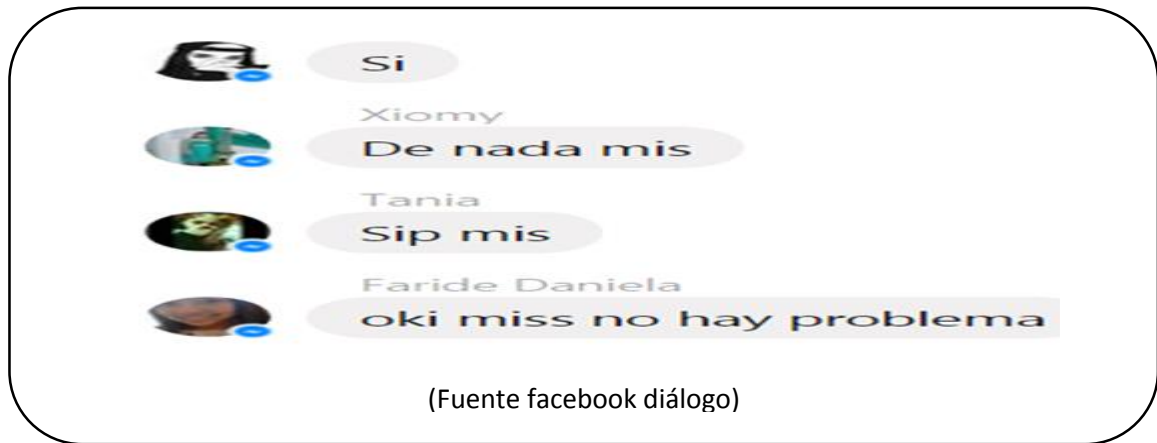 Si
Xiomy
De nada mis
Tania
Sip mis
Faride Daniela
oki miss no hay problema
(Fuente facebook diálogo)